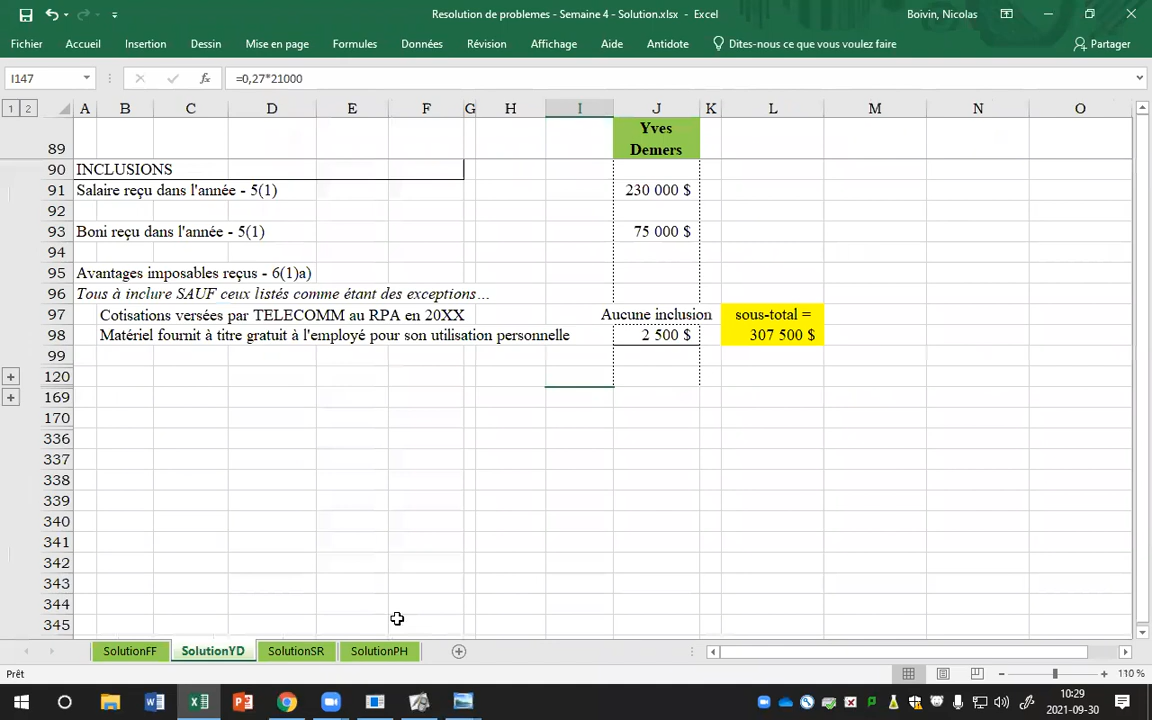 Resolution de problemes - Semaine 4 - Solution.xlsx - Excel
Boivin, Nicolas
Fichier Accueil Insertion Dessin Mise en page Formules Données Révision Affichage Aide Antidote Dites-nous ce que vous voulez faire Partager
I147 fx =0,27*21000
1 2 A B C D E F G H I J K L M N O
89 Yves
Demers
90 INCLUSIONS
91 Salaire reçu dans l'année - 5(1) 230 000 $
92
93 Boni reçu dans l'année - 5(1) 75 000 $
94
95 Avantages imposables reçus - 6(1)a)
96 Tous à inclure SAUF ceux listés comme étant des exceptions…
97 Cotisations versées par TELECOMM au RPA en 20XX Aucune inclusion sous-total =
98 Matériel fournit à titre gratuit à l'employé pour son utilisation personnelle 2 500 $ 307 500 $
99
120
169
170
336
337
338
339
340
341
342
343
344
345
SolutionFF SolutionYD SolutionSR SolutionPH
Prêt 110 %
10:29
2021-09-30